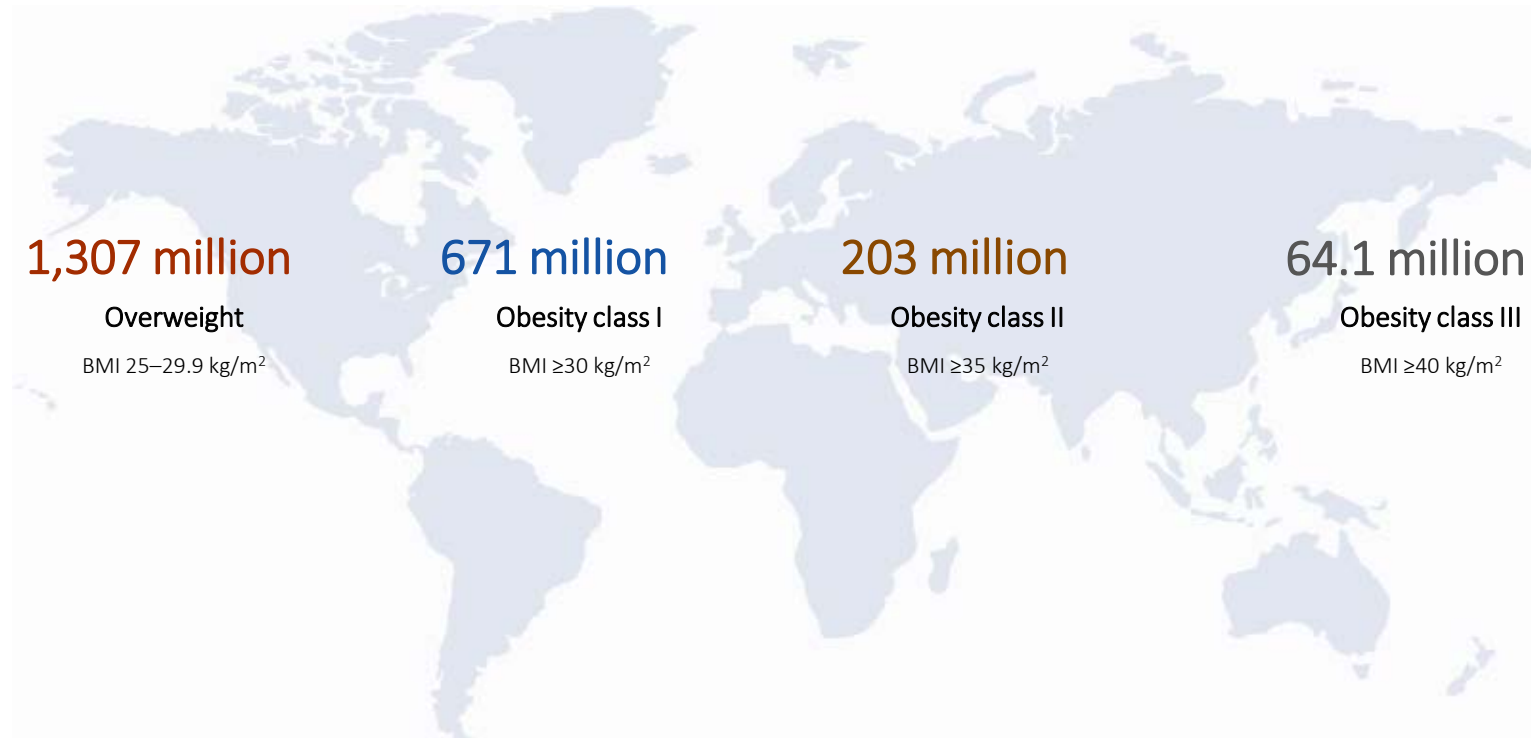 1,307 million
Overweight
BMI 25–29.9 kg/m²
671 million
Obesity class I
BMI ≥30 kg/m²
203 million
Obesity class II
BMI ≥35 kg/m²
64.1 million
Obesity class III
BMI ≥40 kg/m²